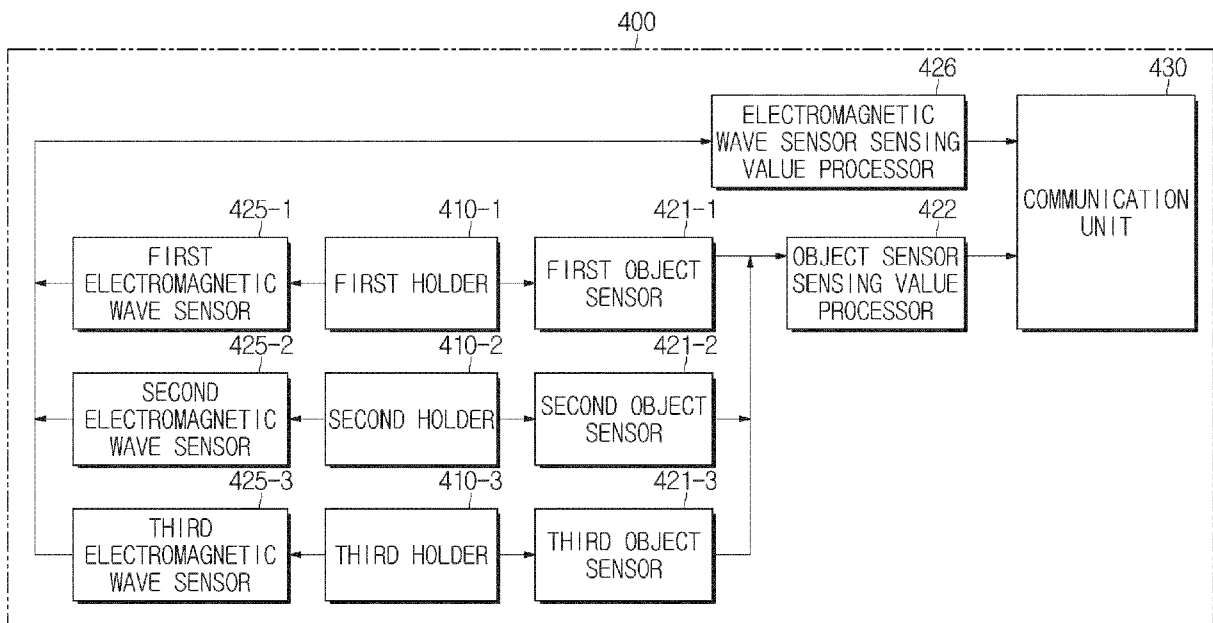 400
426
430
ELECTROMAGNETIC
WAVE SENSOR SENSING
VALUE PROCESSOR
COMMUNICATION
UNIT
425-1
410-1
421-1
422
FIRST
ELECTROMAGNETIC
WAVE SENSOR
FIRST HOLDER
FIRST OBJECT
SENSOR
OBJECT SENSOR
SENSING VALUE
PROCESSOR
425-2
410-2
421-2
SECOND
ELECTROMAGNETIC
WAVE SENSOR
SECOND HOLDER
SECOND OBJECT
SENSOR
425-3
410-3
421-3
THIRD
ELECTROMAGNETIC
WAVE SENSOR
THIRD HOLDER
THIRD OBJECT
SENSOR